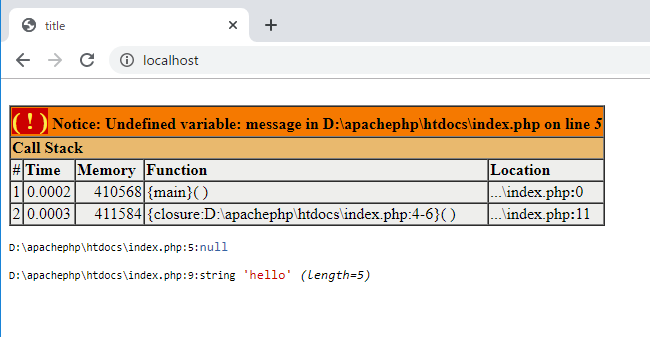 title
localhost
( ! ) Notice: Undefined variable: message in D:\apachephp\htdocs\index.php on line 5
Call Stack
# Time Memory Function Location
1 0.0002 410568 {main}( ) ...\index.php:0
2 0.0003 411584 {closure:D:\apachephp\htdocs\index.php:4-6}( ) ...\index.php:11
D:\apachephp\htdocs\index.php:5:null
D:\apachephp\htdocs\index.php:9:string 'hello' (length=5)